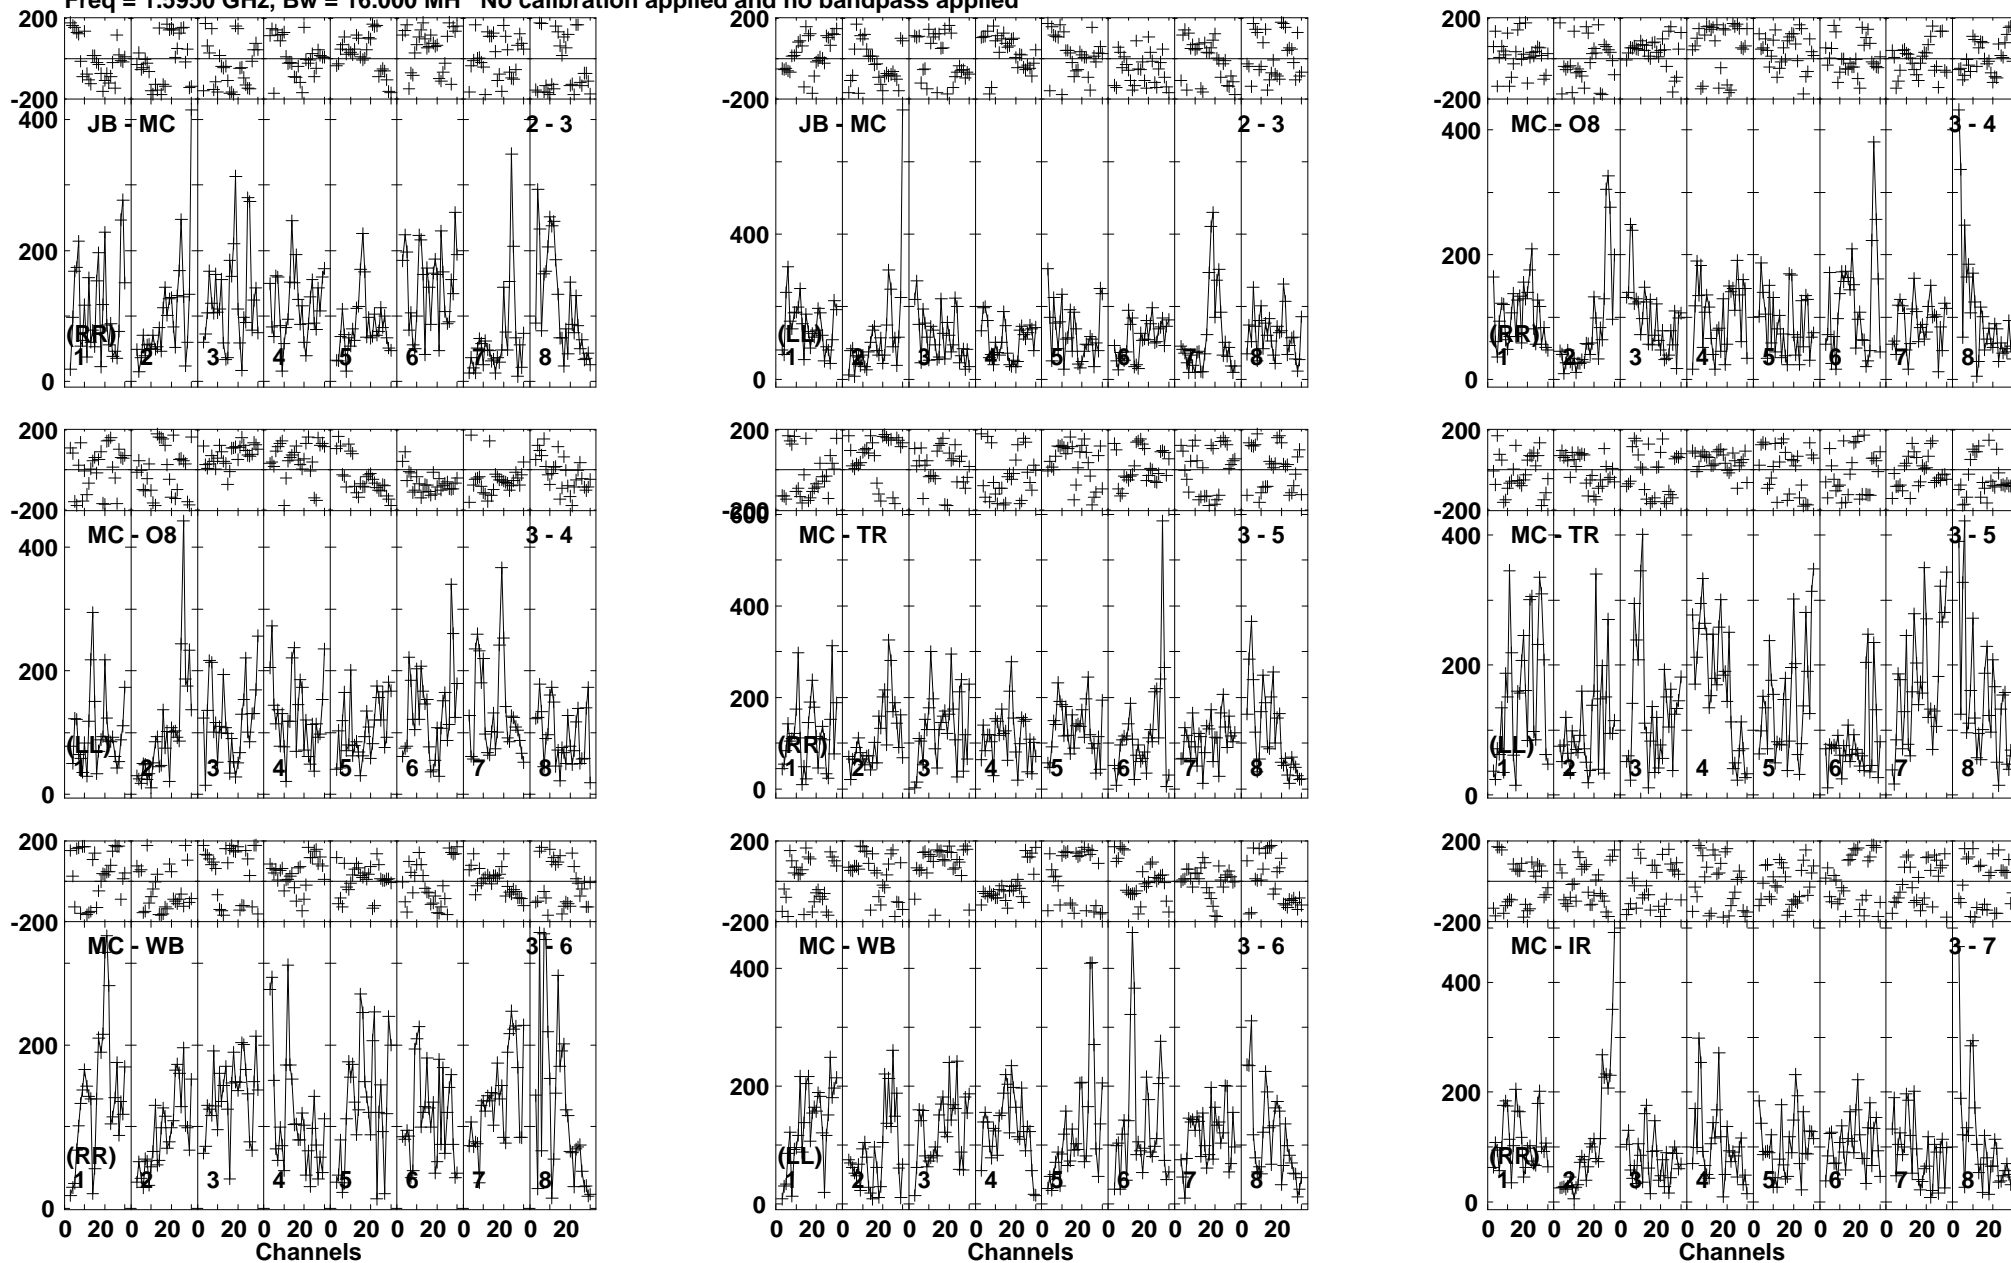 Freq = 1.5950 GHz, Bw = 16.000 MH No calibration applied and no bandpass applied
200 200 200
-200 -200 -200
JB - MC 2 - 3 JB - MC 2 - 3 MC - O8 3 - 4
400 400
400
200 200
(RR) (LL) (RR)
1 2 3 4 5 6 7 8 1 2 3 4 5 6 7 8 1 2 3 4 5 6 7 8
0 0 0
200 200 200
-200 -200 -200
600
MC - O8 3 - 4 MC - TR 3 - 5 MC - TR 3 - 5
400 400 400
200 200 200
(LL) (RR) (LL)
1 2 3 4 5 6 7 8 1 2 3 4 5 6 7 8 1 2 3 4 5 6 7 8
0 0 0
200 200 200
-200 -200 -200
MC - WB 3 - 6 MC - WB 3 - 6 MC - IR 3 - 7
400 400
200 200 200
(RR) (LL) (RR)
1 2 3 4 5 6 7 8 1 2 3 4 5 6 7 8 1 2 3 4 5 6 7 8
0 0 0
0 20 0 20 0 20 0 20 0 20 0 20 0 20 0 20 0 20 0 20 0 20 0 20 0 20 0 20 0 20 0 20 0 20 0 20 0 20 0 20 0 20 0 20 0 20 0 20
Channels Channels Channels